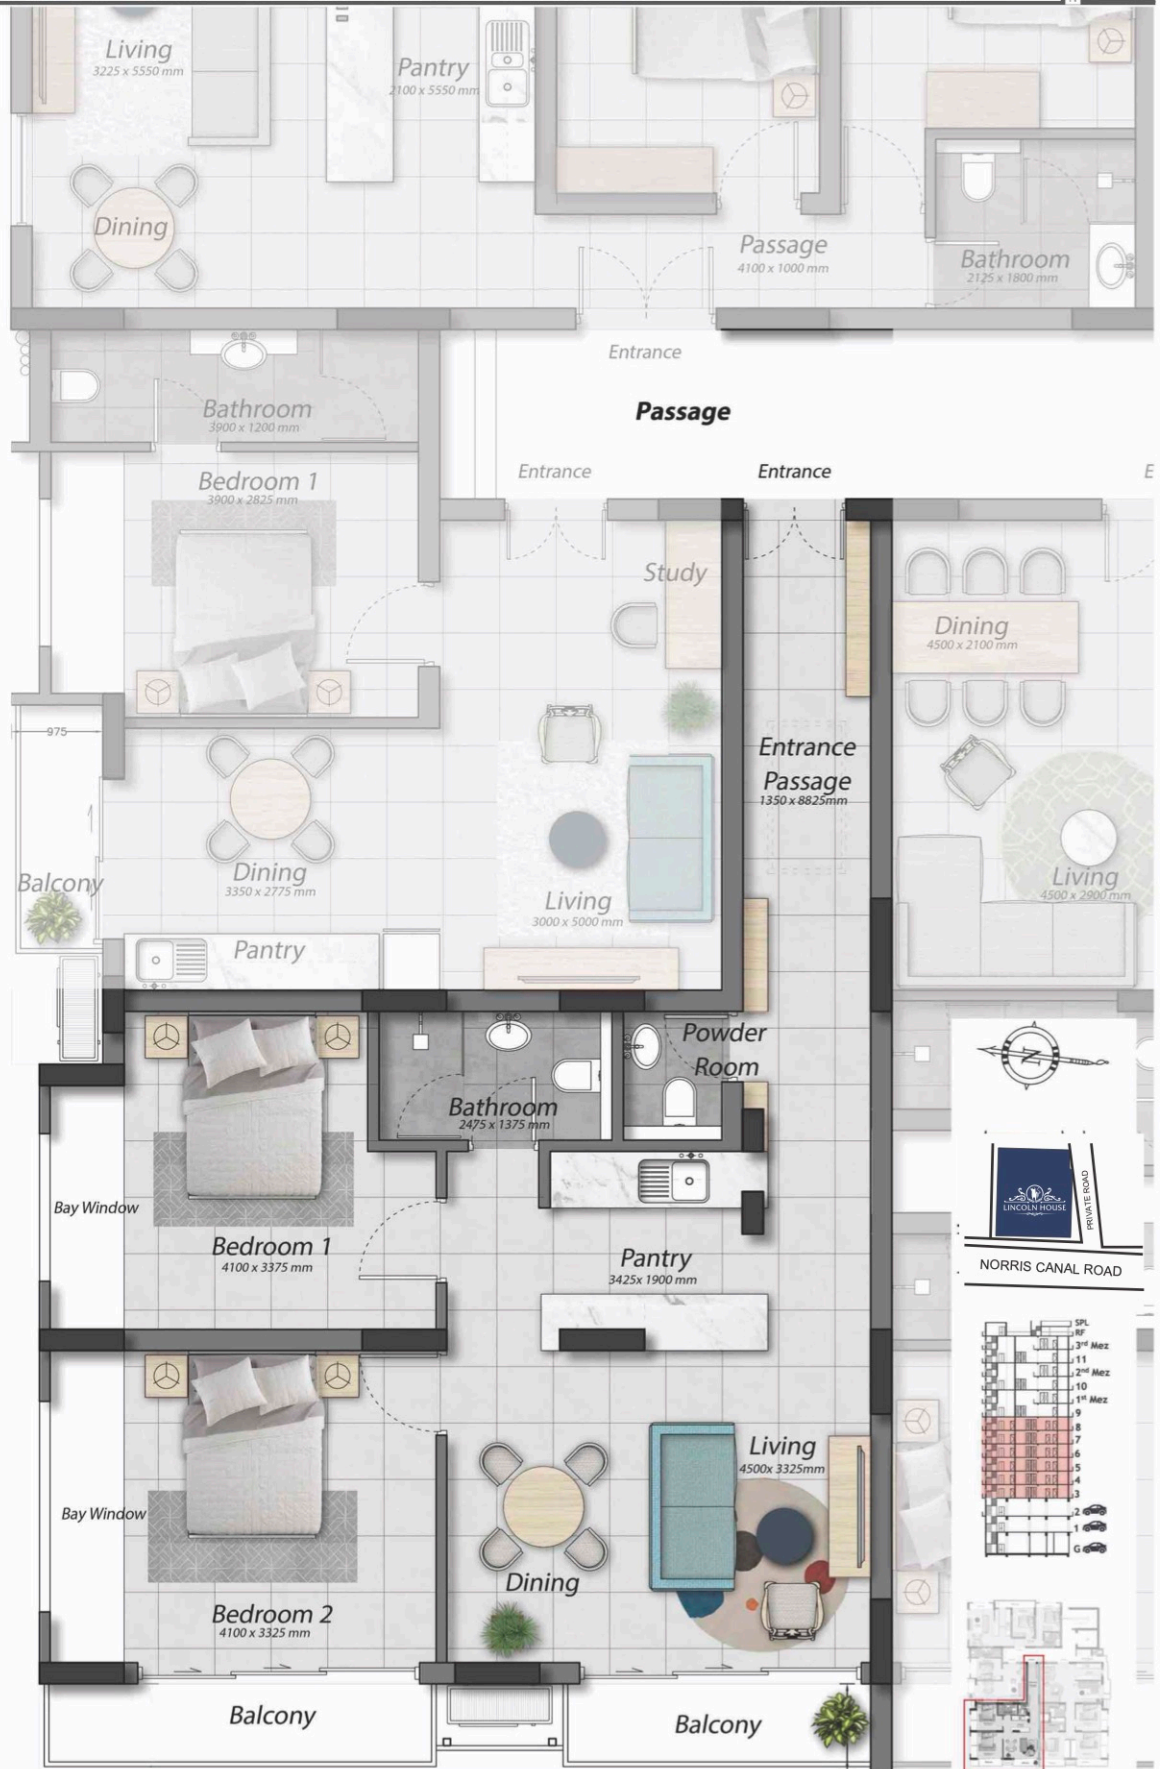 Living
3225 x 5550 mm
Pantry
2100 x 5550 mm
Dining
Passage
4100 x 1000 mm
Bathroom
2125 x 1800 mm
Entrance
Bathroom
3900 x 1200 mm
Passage
Bedroom 1
3900 x 2825 mm
Entrance
Entrance
E
Study
Dining
4500 x 2100 mm
975
Entrance
Passage
1350 x 8825mm
Balcony
Dining
3350 x 2775 mm
Living
3000 x 5000 mm
Living
4500 x 2900 mm
Pantry
Powder
Room
N
Bathroom
2475 x 1375 mm
Bay Window
Bedroom 1
4100 x 3375 mm
Pantry
3425x 1900 mm
LINCOLN HOUSE
PRIVATE ROAD
NORRIS CANAL ROAD
SPL
RF
3rd Mez
11
2nd Mez
10
1st Mez
9
8
7
6
5
4
3
2
1
G
Living
4500x 3325mm
Bay Window
Dining
Bedroom 2
4100 x 3325 mm
Balcony
Balcony